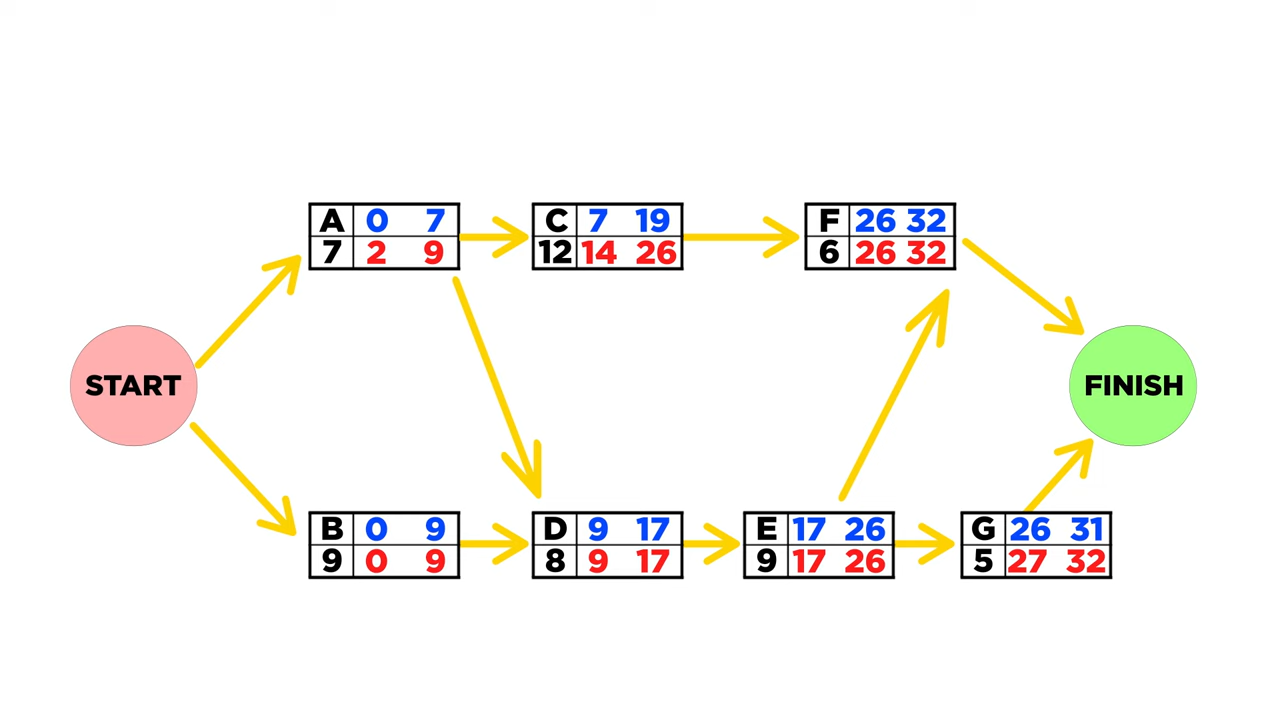 A 0 7
7 2 9
C 7 19
12 14 26
F 26 32
6 26 32
START
FINISH
B 0 9
9 0 9
D 9 17
8 9 17
E 17 26
9 17 26
G 26 31
5 27 32